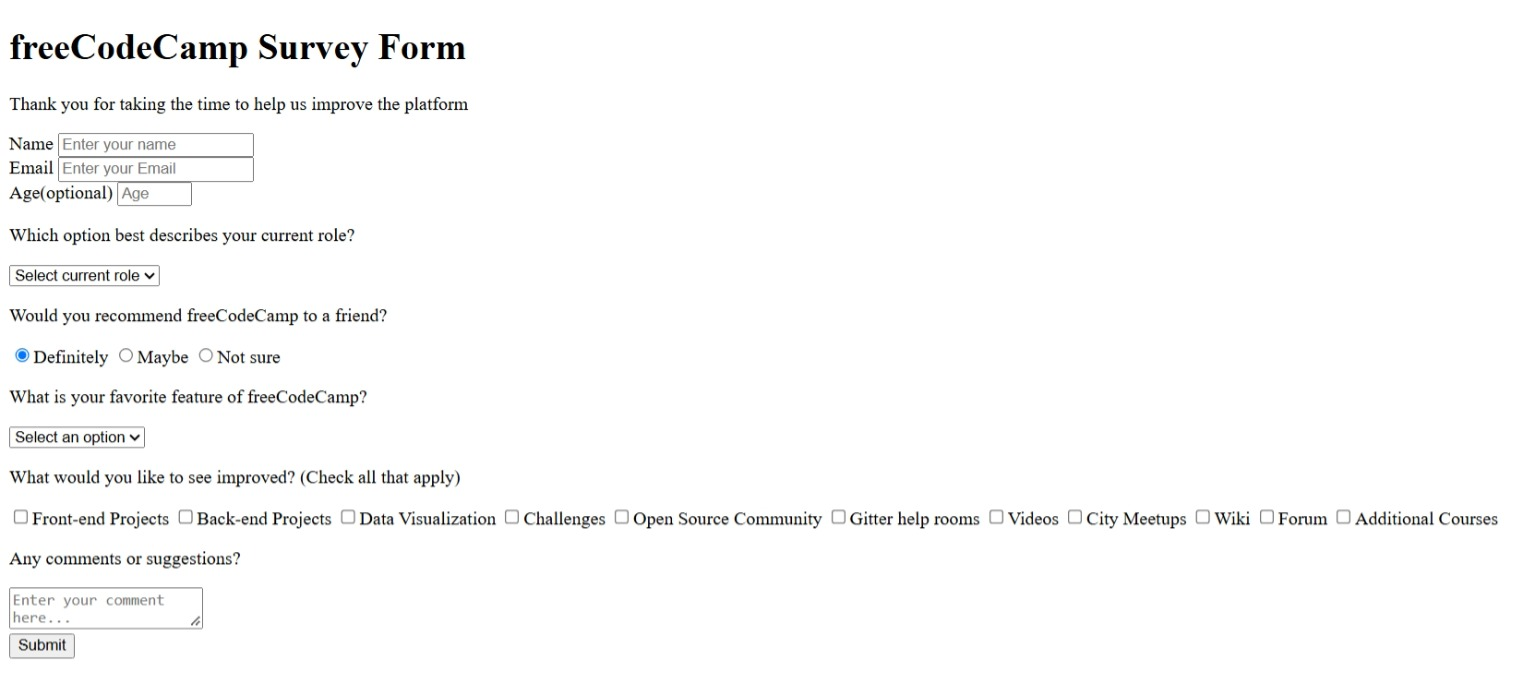 freeCodeCamp Survey Form
Thank you for taking the time to help us improve the platform
Name Enter your name
Email Enter your Email
Age(optional) Age
Which option best describes your current role?
Select current role
Would you recommend freeCodeCamp to a friend?
Definitely Maybe Not sure
What is your favorite feature of freeCodeCamp?
Select an option
What would you like to see improved? (Check all that apply)
Front-end Projects Back-end Projects Data Visualization Challenges Open Source Community Gitter help rooms Videos City Meetups Wiki Forum Additional Courses
Any comments or suggestions?
Enter your comment
here...
Submit